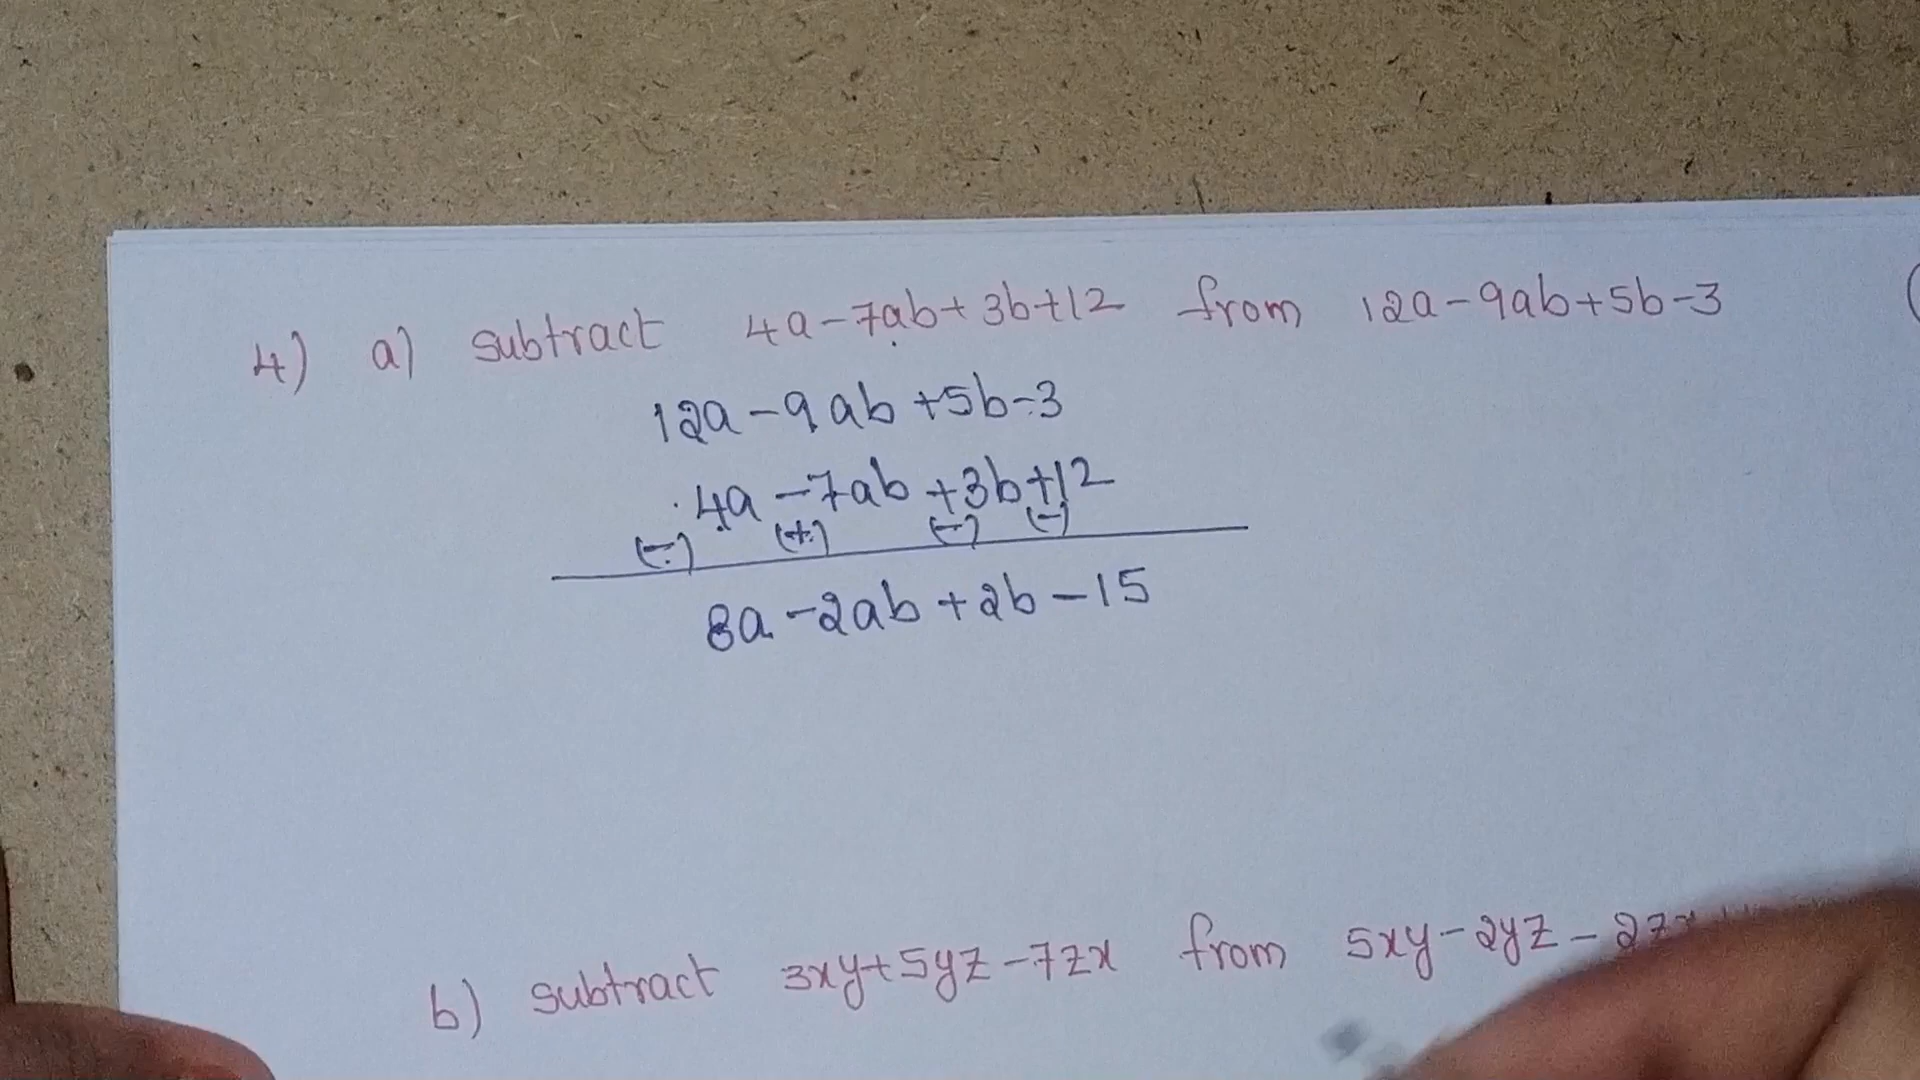 4) a) subtract 4a-7ab+3b+12 from 12a-9ab+5b-3
12a-9ab+5b-3
4a-7ab+3b+12
(-) (+) (-) (-)
8a-2ab+2b-15
b) subtract 3xy+5yz-7zx from 5xy-2yz-2z